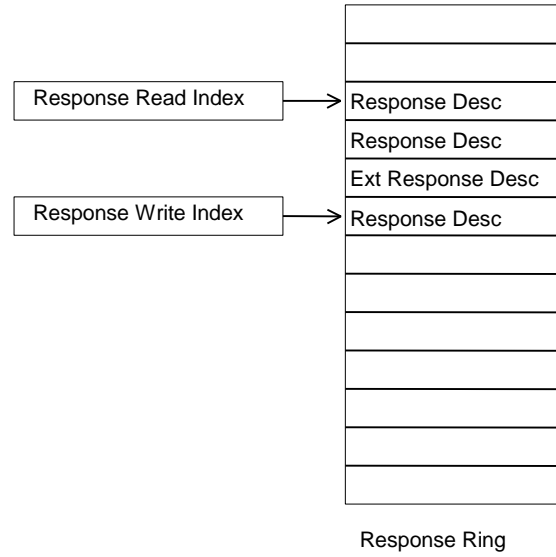 Response Read Index
Response Desc
Response Desc
Ext Response Desc
Response Write Index
Response Desc
Response Ring